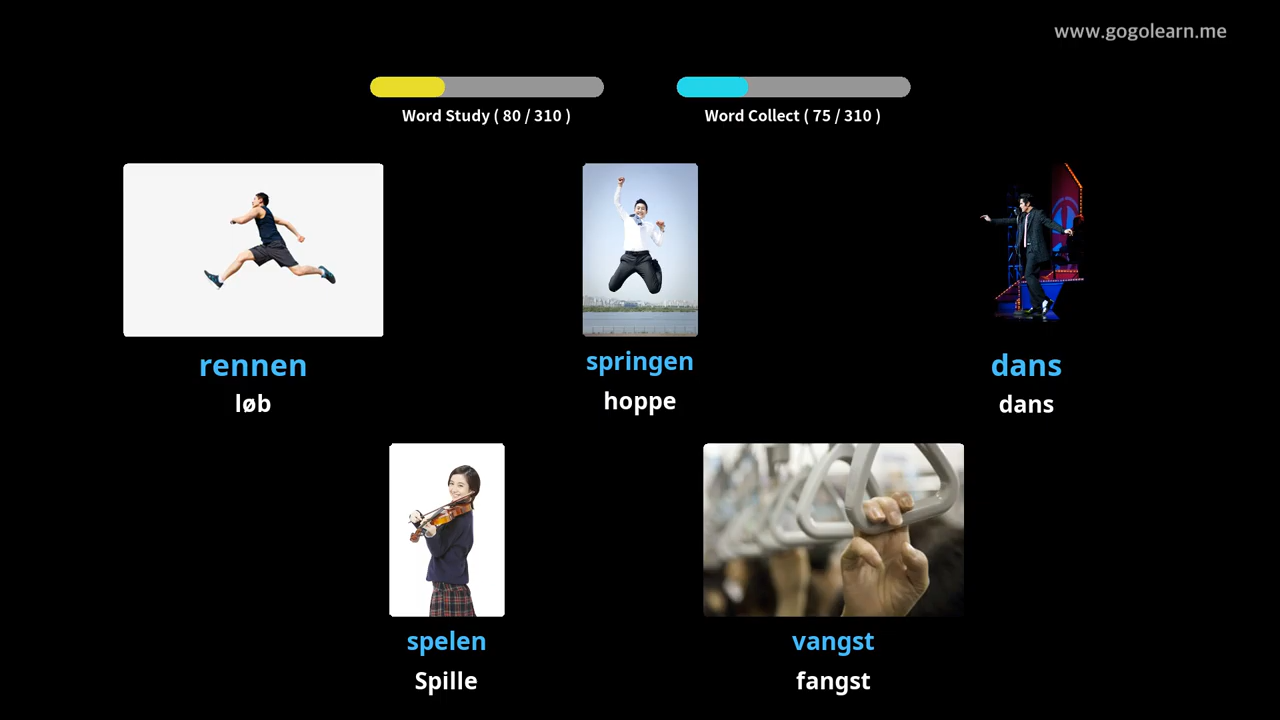 www.gogolearn.me
Word Study ( 80 / 310 )
Word Collect ( 75 / 310 )
rennen
løb
springen
hoppe
dans
dans
spelen
Spille
vangst
fangst